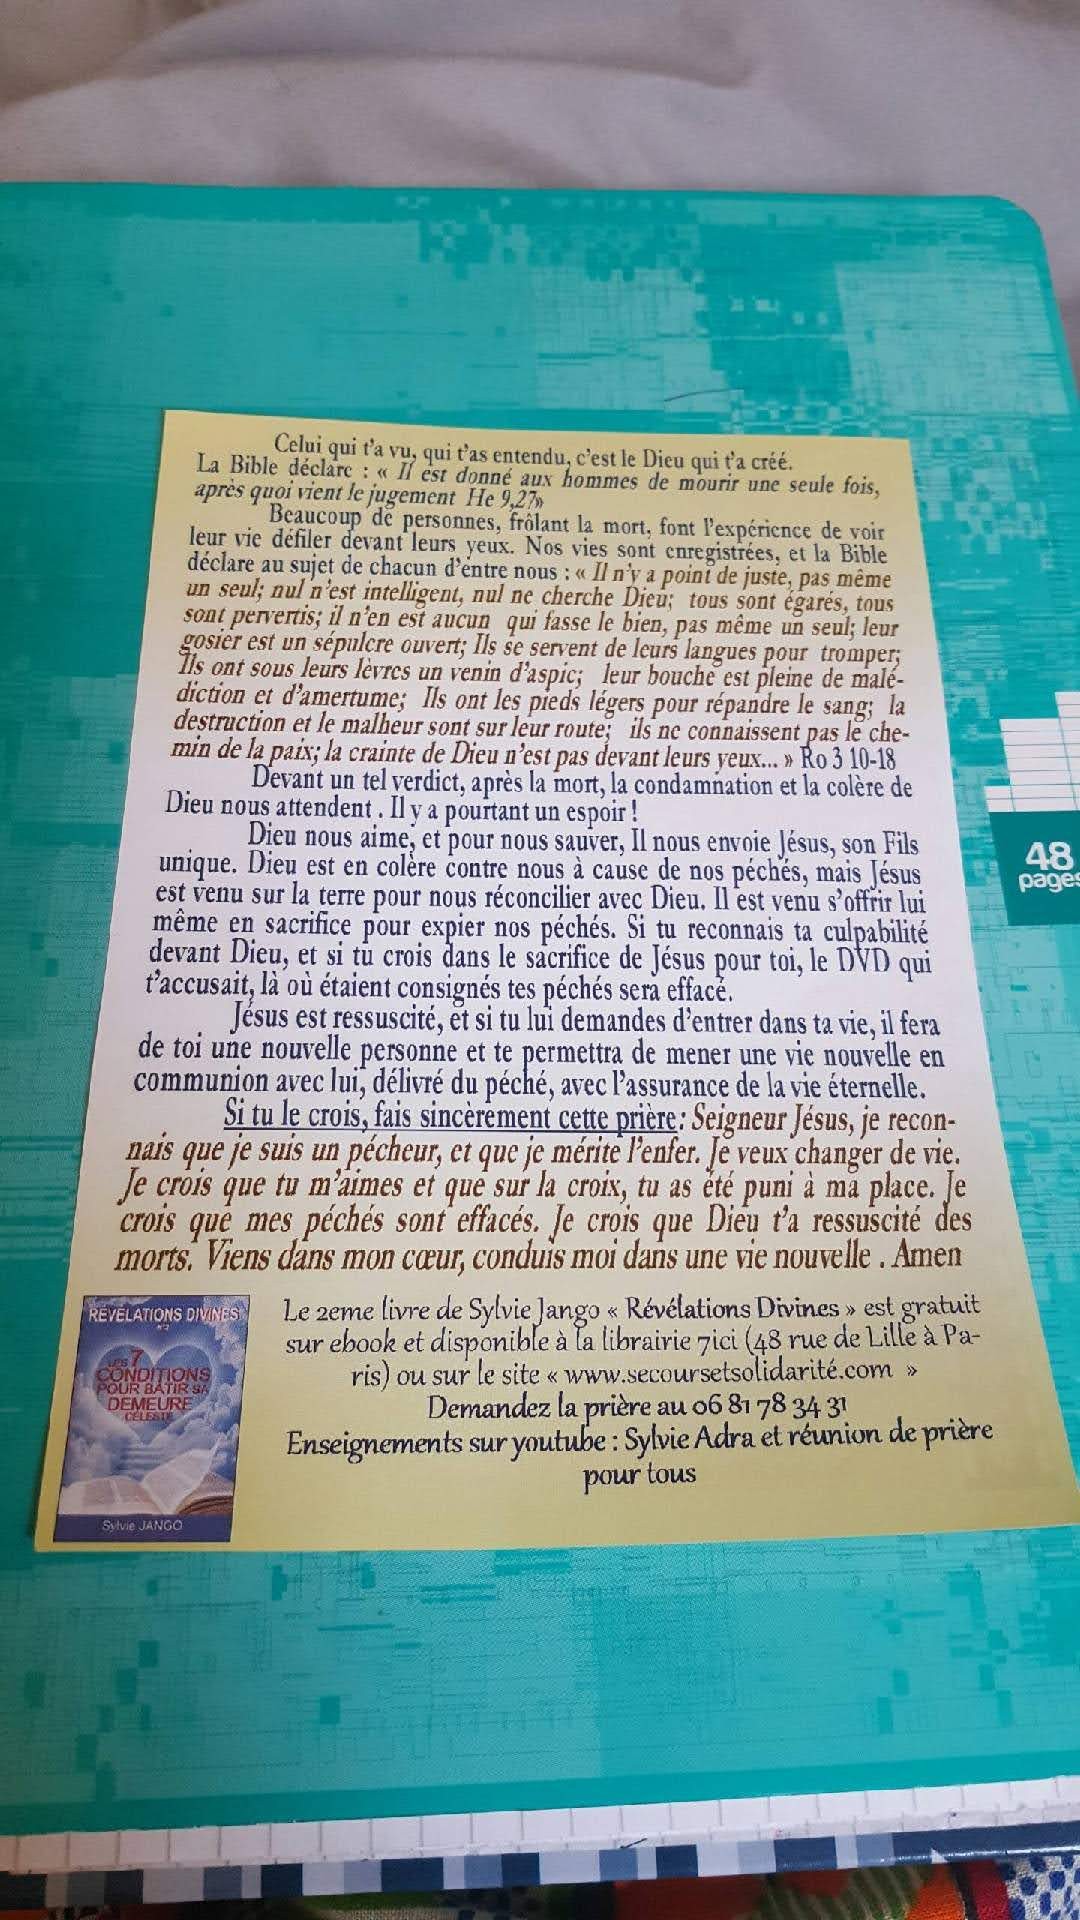 Celui qui t'a vu, qui t'as entendu, c'est le Dieu qui t'a créé.
La Bible déclare : « Il est donné aux hommes de mourir une seule fois,
après quoi vient le jugement He 9,27»
Beaucoup de personnes, frôlant la mort, font l'expérience de voir
leur vie défiler devant leurs yeux. Nos vies sont enregistrées, et la Bible
déclare au sujet de chacun d'entre nous : « Il n'y a point de juste, pas même
un seul; nul n'est intelligent, nul ne cherche Dieu; tous sont égarés, tous
sont pervertis; il n'en est aucun qui fasse le bien, pas même un seul; leur
gosier est un sépulcre ouvert; Ils se servent de leurs langues pour tromper;
Ils ont sous leurs lèvres un venin d'aspic; leur bouche est pleine de malé-
diction et d'amertume; Ils ont les pieds légers pour répandre le sang; la
destruction et le malheur sont sur leur route; ils ne connaissent pas le che-
min de la paix; la crainte de Dieu n'est pas devant leurs yeux... » Ro 3 10-18
Devant un tel verdict, après la mort, la condamnation et la colère de
Dieu nous attendent . Il y a pourtant un espoir !
Dieu nous aime, et pour nous sauver, Il nous envoie Jésus, son Fils
unique. Dieu est en colère contre nous à cause de nos péchés, mais Jésus
est venu sur la terre pour nous réconcilier avec Dieu. Il est venu s'offrir lui
même en sacrifice pour expier nos péchés. Si tu reconnais ta culpabilité
devant Dieu, et si tu crois dans le sacrifice de Jésus pour toi, le DVD qui
t'accusait, là où étaient consignés tes péchés sera effacé.
Jésus est ressuscité, et si tu lui demandes d'entrer dans ta vie, il fera
de toi une nouvelle personne et te permettra de mener une vie nouvelle en
communion avec lui, délivré du péché, avec l'assurance de la vie éternelle.
Si tu le crois, fais sincèrement cette prière: Seigneur Jésus, je recon-
nais que je suis un pécheur, et que je mérite l'enfer. Je veux changer de vie.
Je crois que tu m'aimes et que sur la croix, tu as été puni à ma place. Je
crois que mes péchés sont effacés. Je crois que Dieu t'a ressuscité des
morts. Viens dans mon cœur, conduis moi dans une vie nouvelle . Amen
RÉVÉLATIONS DIVINES
N°2
LES 7
CONDITIONS
POUR BÂTIR SA
DEMEURE
CÉLESTE
Sylvie JANGO
Le 2eme livre de Sylvie Jango « Révélations Divines » est gratuit
sur ebook et disponible à la librairie 7ici (48 rue de Lille à Pa-
ris) ou sur le site « www.secoursetsolidarité.com »
Demandez la prière au 06 81 78 34 31
Enseignements sur youtube : Sylvie Adra et réunion de prière
pour tous
48
pages